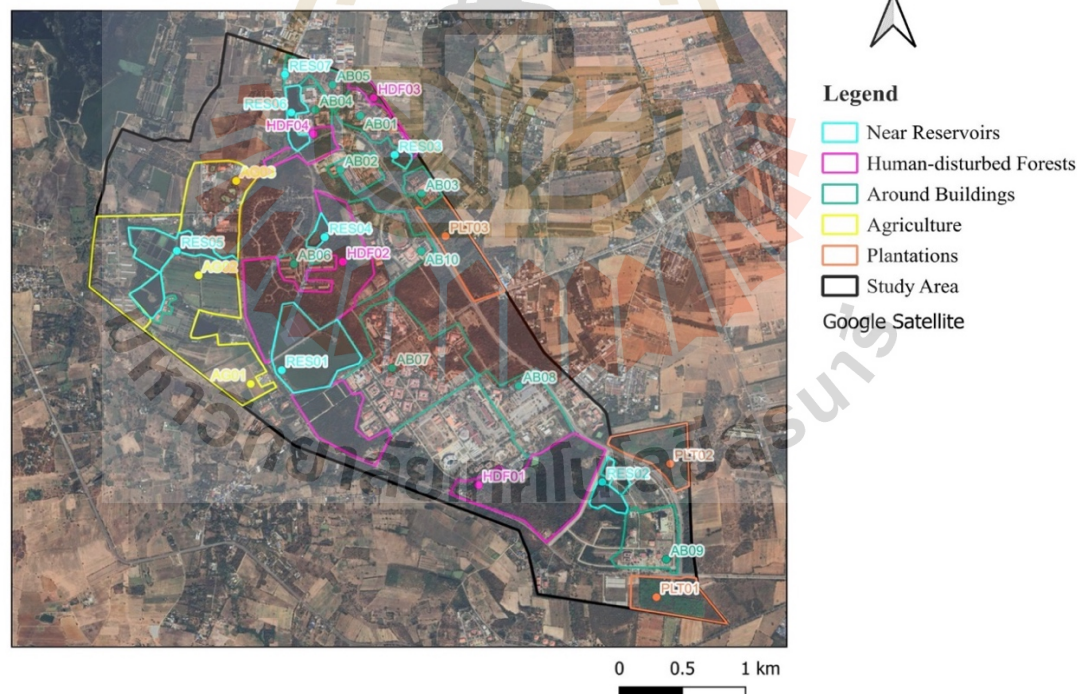 RES07
AB05
HDF03
RES06
AB04
HDF04
AB01
RES03
AB02
AB03
RES04
PLT03
RES05
AB06
HDF02
AB10
RES01
AB07
AG01
AB08
HDF01
PLT02
RES02
AB09
PLT01
Legend
Near Reservoirs
Human-disturbed Forests
Around Buildings
Agriculture
Plantations
Study Area
Google Satellite
0 0.5 1 km